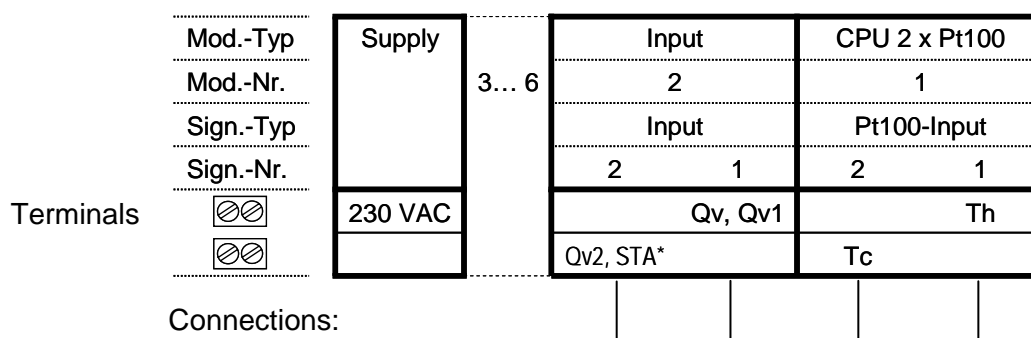 Mod.-Typ Supply Input CPU 2 x Pt100
Mod.-Nr. 3... 6 2 1
Sign.-Typ Input Pt100-Input
Sign.-Nr. 2 1 2 1
Terminals 230 VAC Qv, Qv1 Th
Qv2, STA* Tc
Connections: